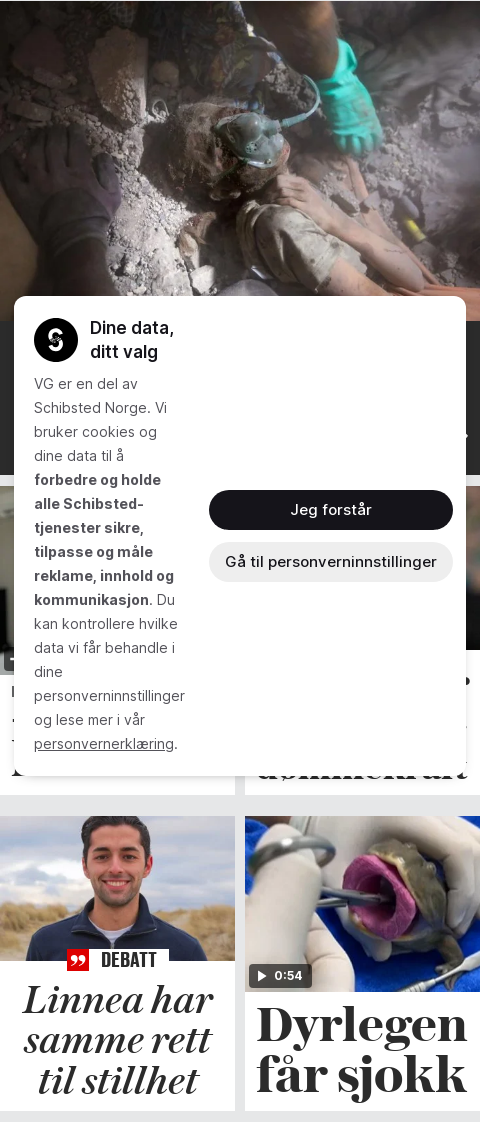 Dine data,
ditt valg
VG er en del av
Schibsted Norge. Vi
bruker cookies og
dine data til å
forbedre og holde
alle Schibsted-
tjenester sikre,
tilpasse og måle
reklame, innhold og
kommunikasjon. Du
kan kontrollere hvilke
data vi får behandle i
dine
personverninnstillinger
og lese mer i vår
personvernerklæring.
Jeg forstår
Gå til personverninnstillinger
DEBATT
Linnea har
samme rett
til stillhet
0:54
Dyrlegen
får sjokk